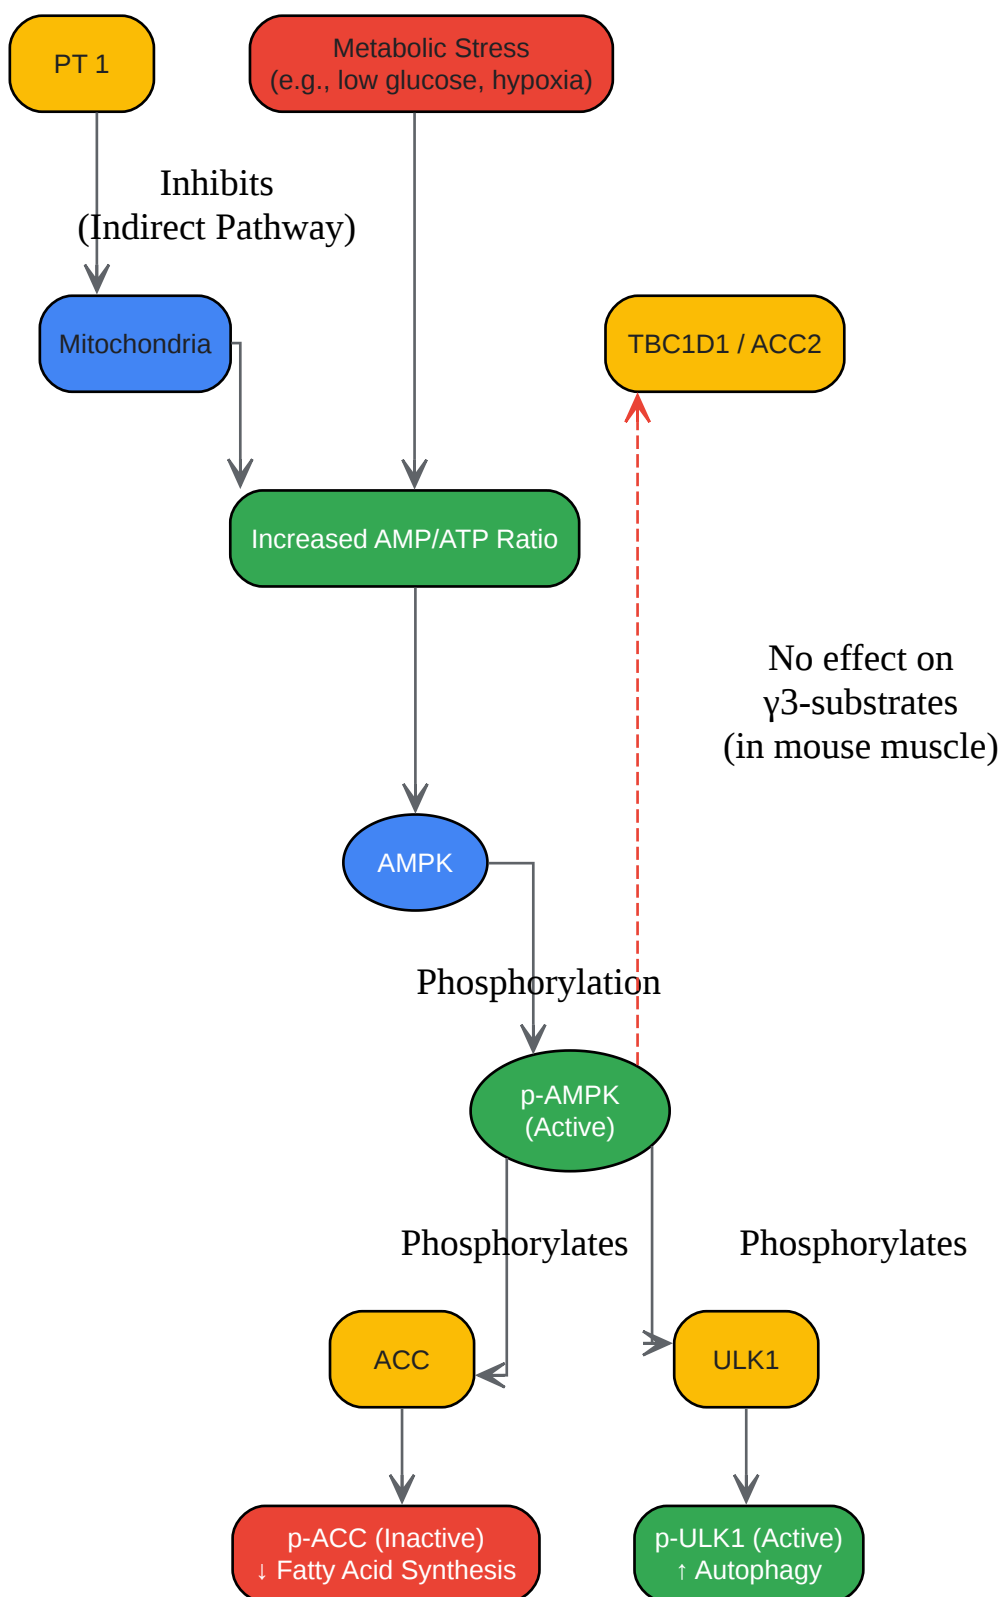 PT 1
Metabolic Stress
(e.g., low glucose, hypoxia)
Inhibits
(Indirect Pathway)
Mitochondria
TBC1D1 / ACC2
Increased AMP/ATP Ratio
No effect on
γ3-substrates
(in mouse muscle)
AMPK
Phosphorylation
p-AMPK
(Active)
Phosphorylates
Phosphorylates
ACC
ULK1
p-ACC (Inactive)
↓ Fatty Acid Synthesis
p-ULK1 (Active)
↑ Autophagy